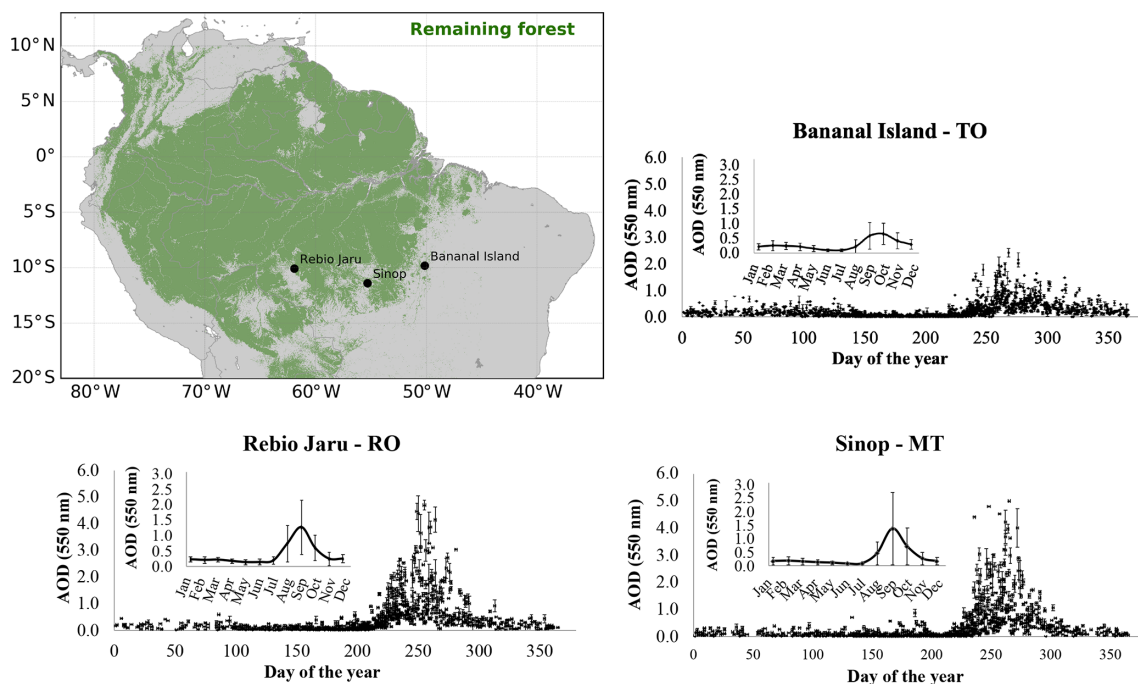 Remaining forest
10°N
5°N
0°
5°S
10°S
15°S
20°S
80°W 70°W 60°W 50°W 40°W
Rebio Jaru
Sinop
Bananal Island
Bananal Island - TO
AOD (550 nm)
6.0
5.0
4.0
3.0
2.0
1.0
0.0
AOD (550 nm)
3.0
2.5
2.0
1.5
1.0
0.5
0.0
Jan Feb Mar Apr May Jun Jul Aug Sep Oct Nov Dec
0 50 100 150 200 250 300 350
Day of the year
Rebio Jaru - RO
AOD (550 nm)
6.0
5.0
4.0
3.0
2.0
1.0
0.0
AOD (550 nm)
3.0
2.5
2.0
1.5
1.0
0.5
0.0
Jan Feb Mar Apr May Jun Jul Aug Sep Oct Nov Dec
0 50 100 150 200 250 300 350
Day of the year
Sinop - MT
AOD (550 nm)
6.0
5.0
4.0
3.0
2.0
1.0
0.0
AOD (550 nm)
3.0
2.5
2.0
1.5
1.0
0.5
0.0
Jan Feb Mar Apr May Jun Jul Aug Sep Oct Nov Dec
0 50 100 150 200 250 300 350
Day of the year